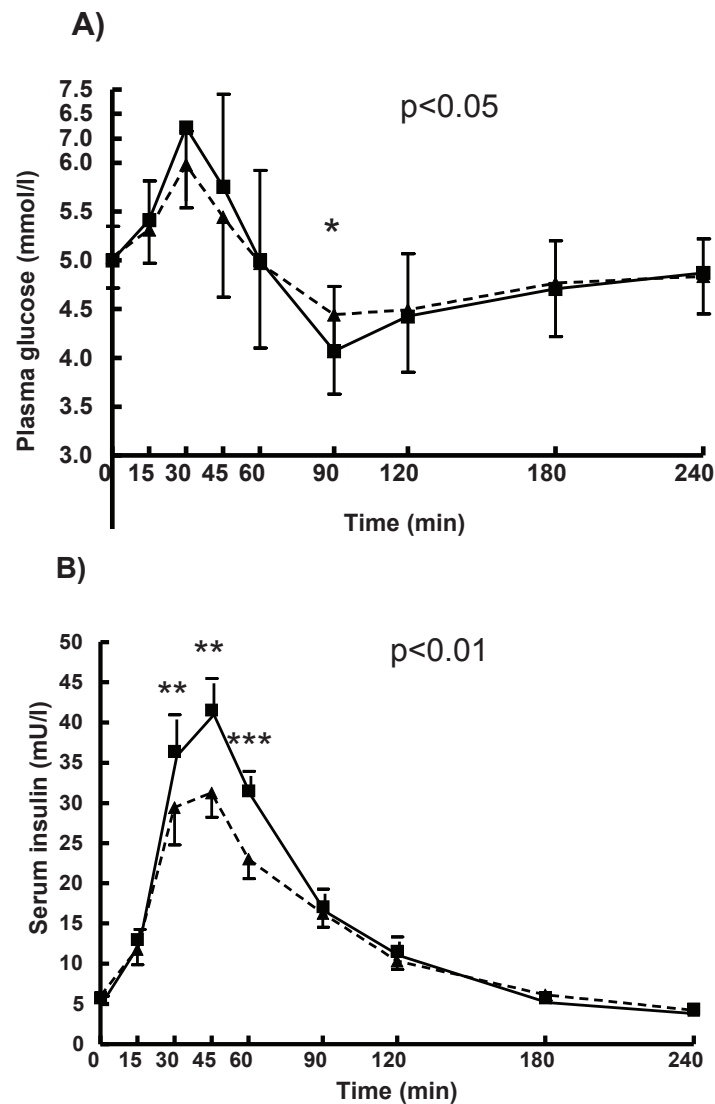 A)
p<0.05
7.5
6.5
7.0
6.0
5.5
5.0
4.5
4.0
3.5
3.0
*
Plasma glucose (mmol/l)
0 15 30 45 60 90 120 180 240
Time (min)
B)
p<0.01
50
45
40
35
30
25
20
15
10
5
0
**
**
***
Serum insulin (mU/l)
0 15 30 45 60 90 120 180 240
Time (min)